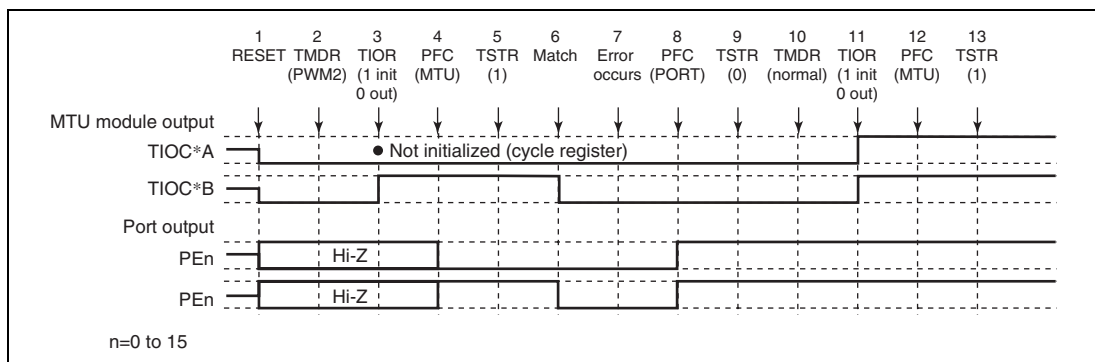 1 2 3 4 5 6 7 8 9 10 11 12 13
RESET TMDR TIOR PFC TSTR Match Error PFC TSTR TMDR TIOR PFC TSTR
(PWM2) (1 init (MTU) (1) occurs (PORT) (0) (normal) (1 init (MTU) (1)
0 out) 0 out)
MTU module output
TIOC*A ● Not initialized (cycle register)
TIOC*B
Port output
PEn Hi-Z
PEn Hi-Z
n=0 to 15